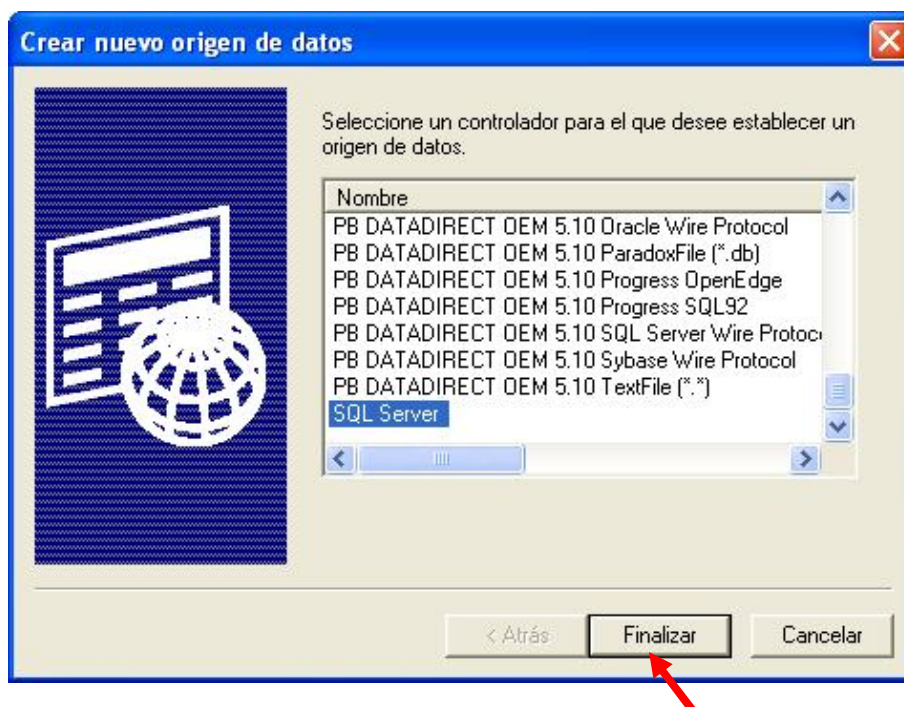 Crear nuevo origen de datos
Seleccione un controlador para el que desee establecer un
origen de datos.
Nombre
PB DATADIRECT OEM 5.10 Oracle Wire Protocol
PB DATADIRECT OEM 5.10 ParadoxFile (*.db)
PB DATADIRECT OEM 5.10 Progress OpenEdge
PB DATADIRECT OEM 5.10 Progress SQL92
PB DATADIRECT OEM 5.10 SQL Server Wire Protoc
PB DATADIRECT OEM 5.10 Sybase Wire Protocol
PB DATADIRECT OEM 5.10 TextFile (*.*)
SQL Server
< Atrás Finalizar Cancelar